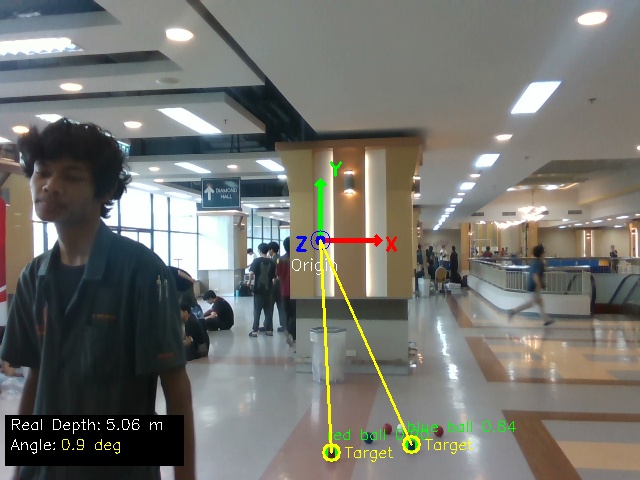 DIAMOND
HALL
Y
Z
X
Origin
ed ball 0.
blue ball 0.84
Target
Target
Real Depth: 5.06 m
Angle: 0.9 deg